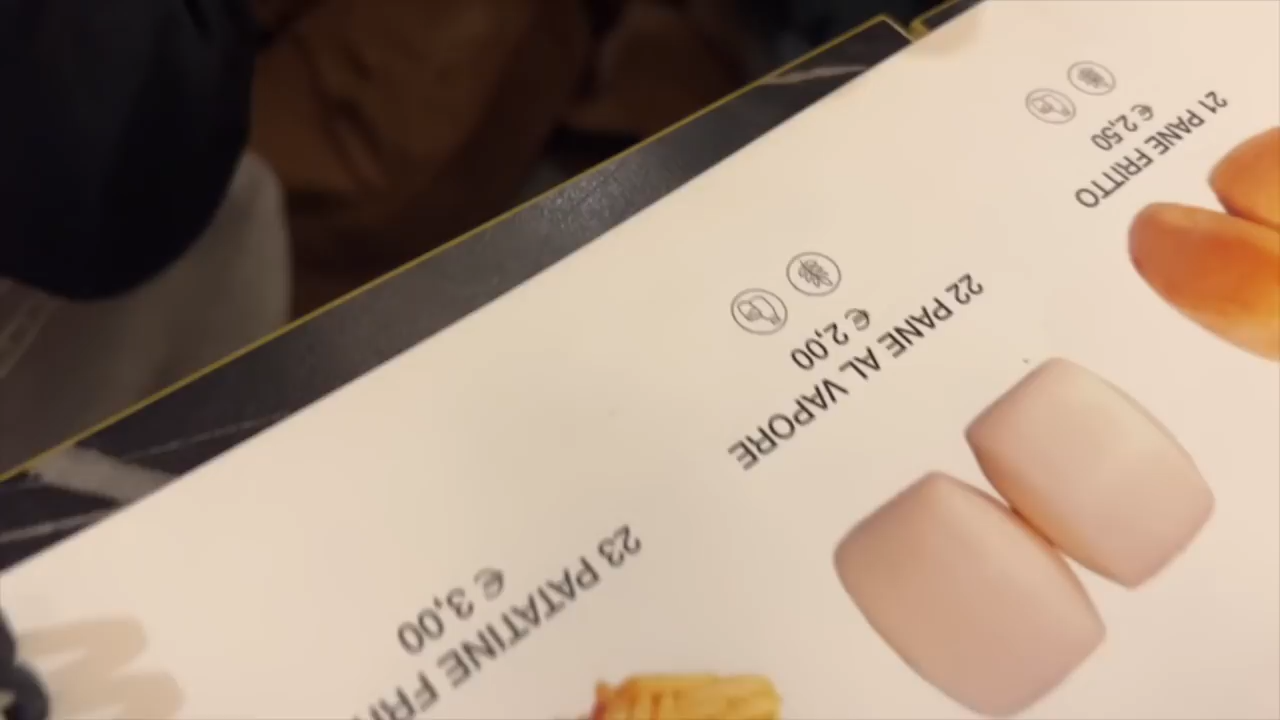 21 PANE FRITTO
€ 2,50
22 PANE AL VAPORE
€ 2,00
23 PATATINE
€ 3,00